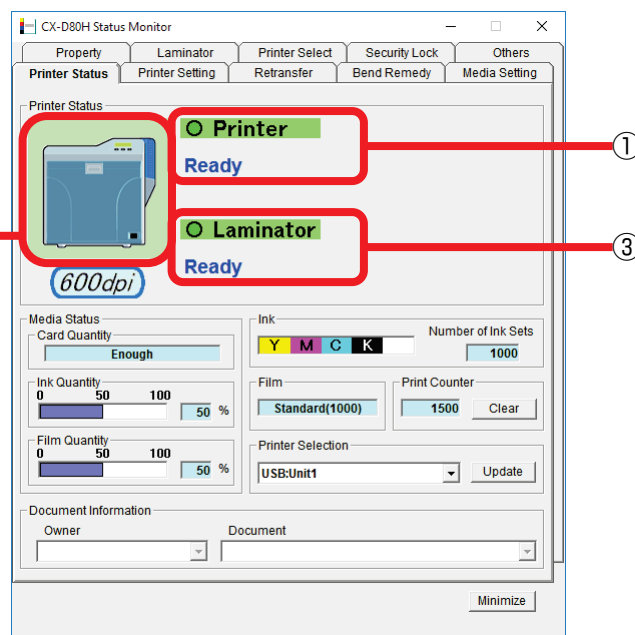 CX-D80H Status Monitor
Property Laminator Printer Select Security Lock Others
Printer Status Printer Setting Retransfer Bend Remedy Media Setting
Printer Status
Printer
Ready
①
Laminator
Ready
③
600dpi
Media Status
Card Quantity
Enough
Ink Quantity
0 50 100
50 %
Film Quantity
0 50 100
50 %
Ink
Y M C K
Number of Ink Sets
1000
Film
Standard(1000)
Print Counter
1500 Clear
Printer Selection
USB:Unit1 Update
Document Information
Owner Document
Minimize